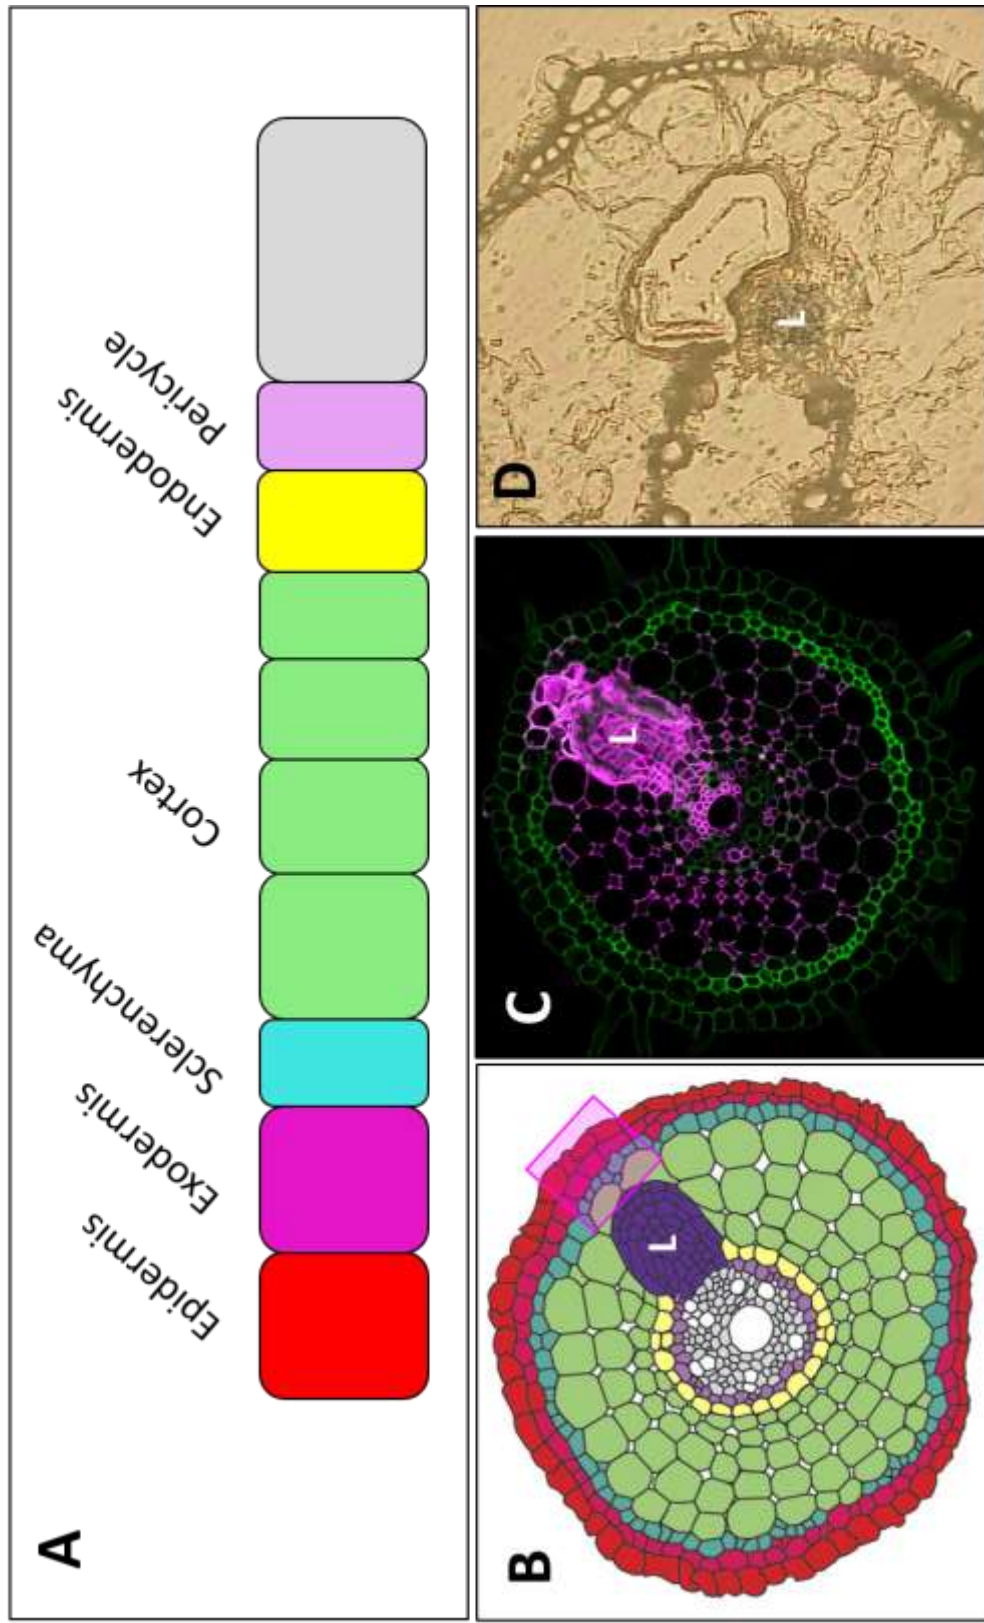 A
Epidermis
Exodermis
Sclerenchyma
Cortex
Endodermis
Pericycle
B
L
C
L
D
L